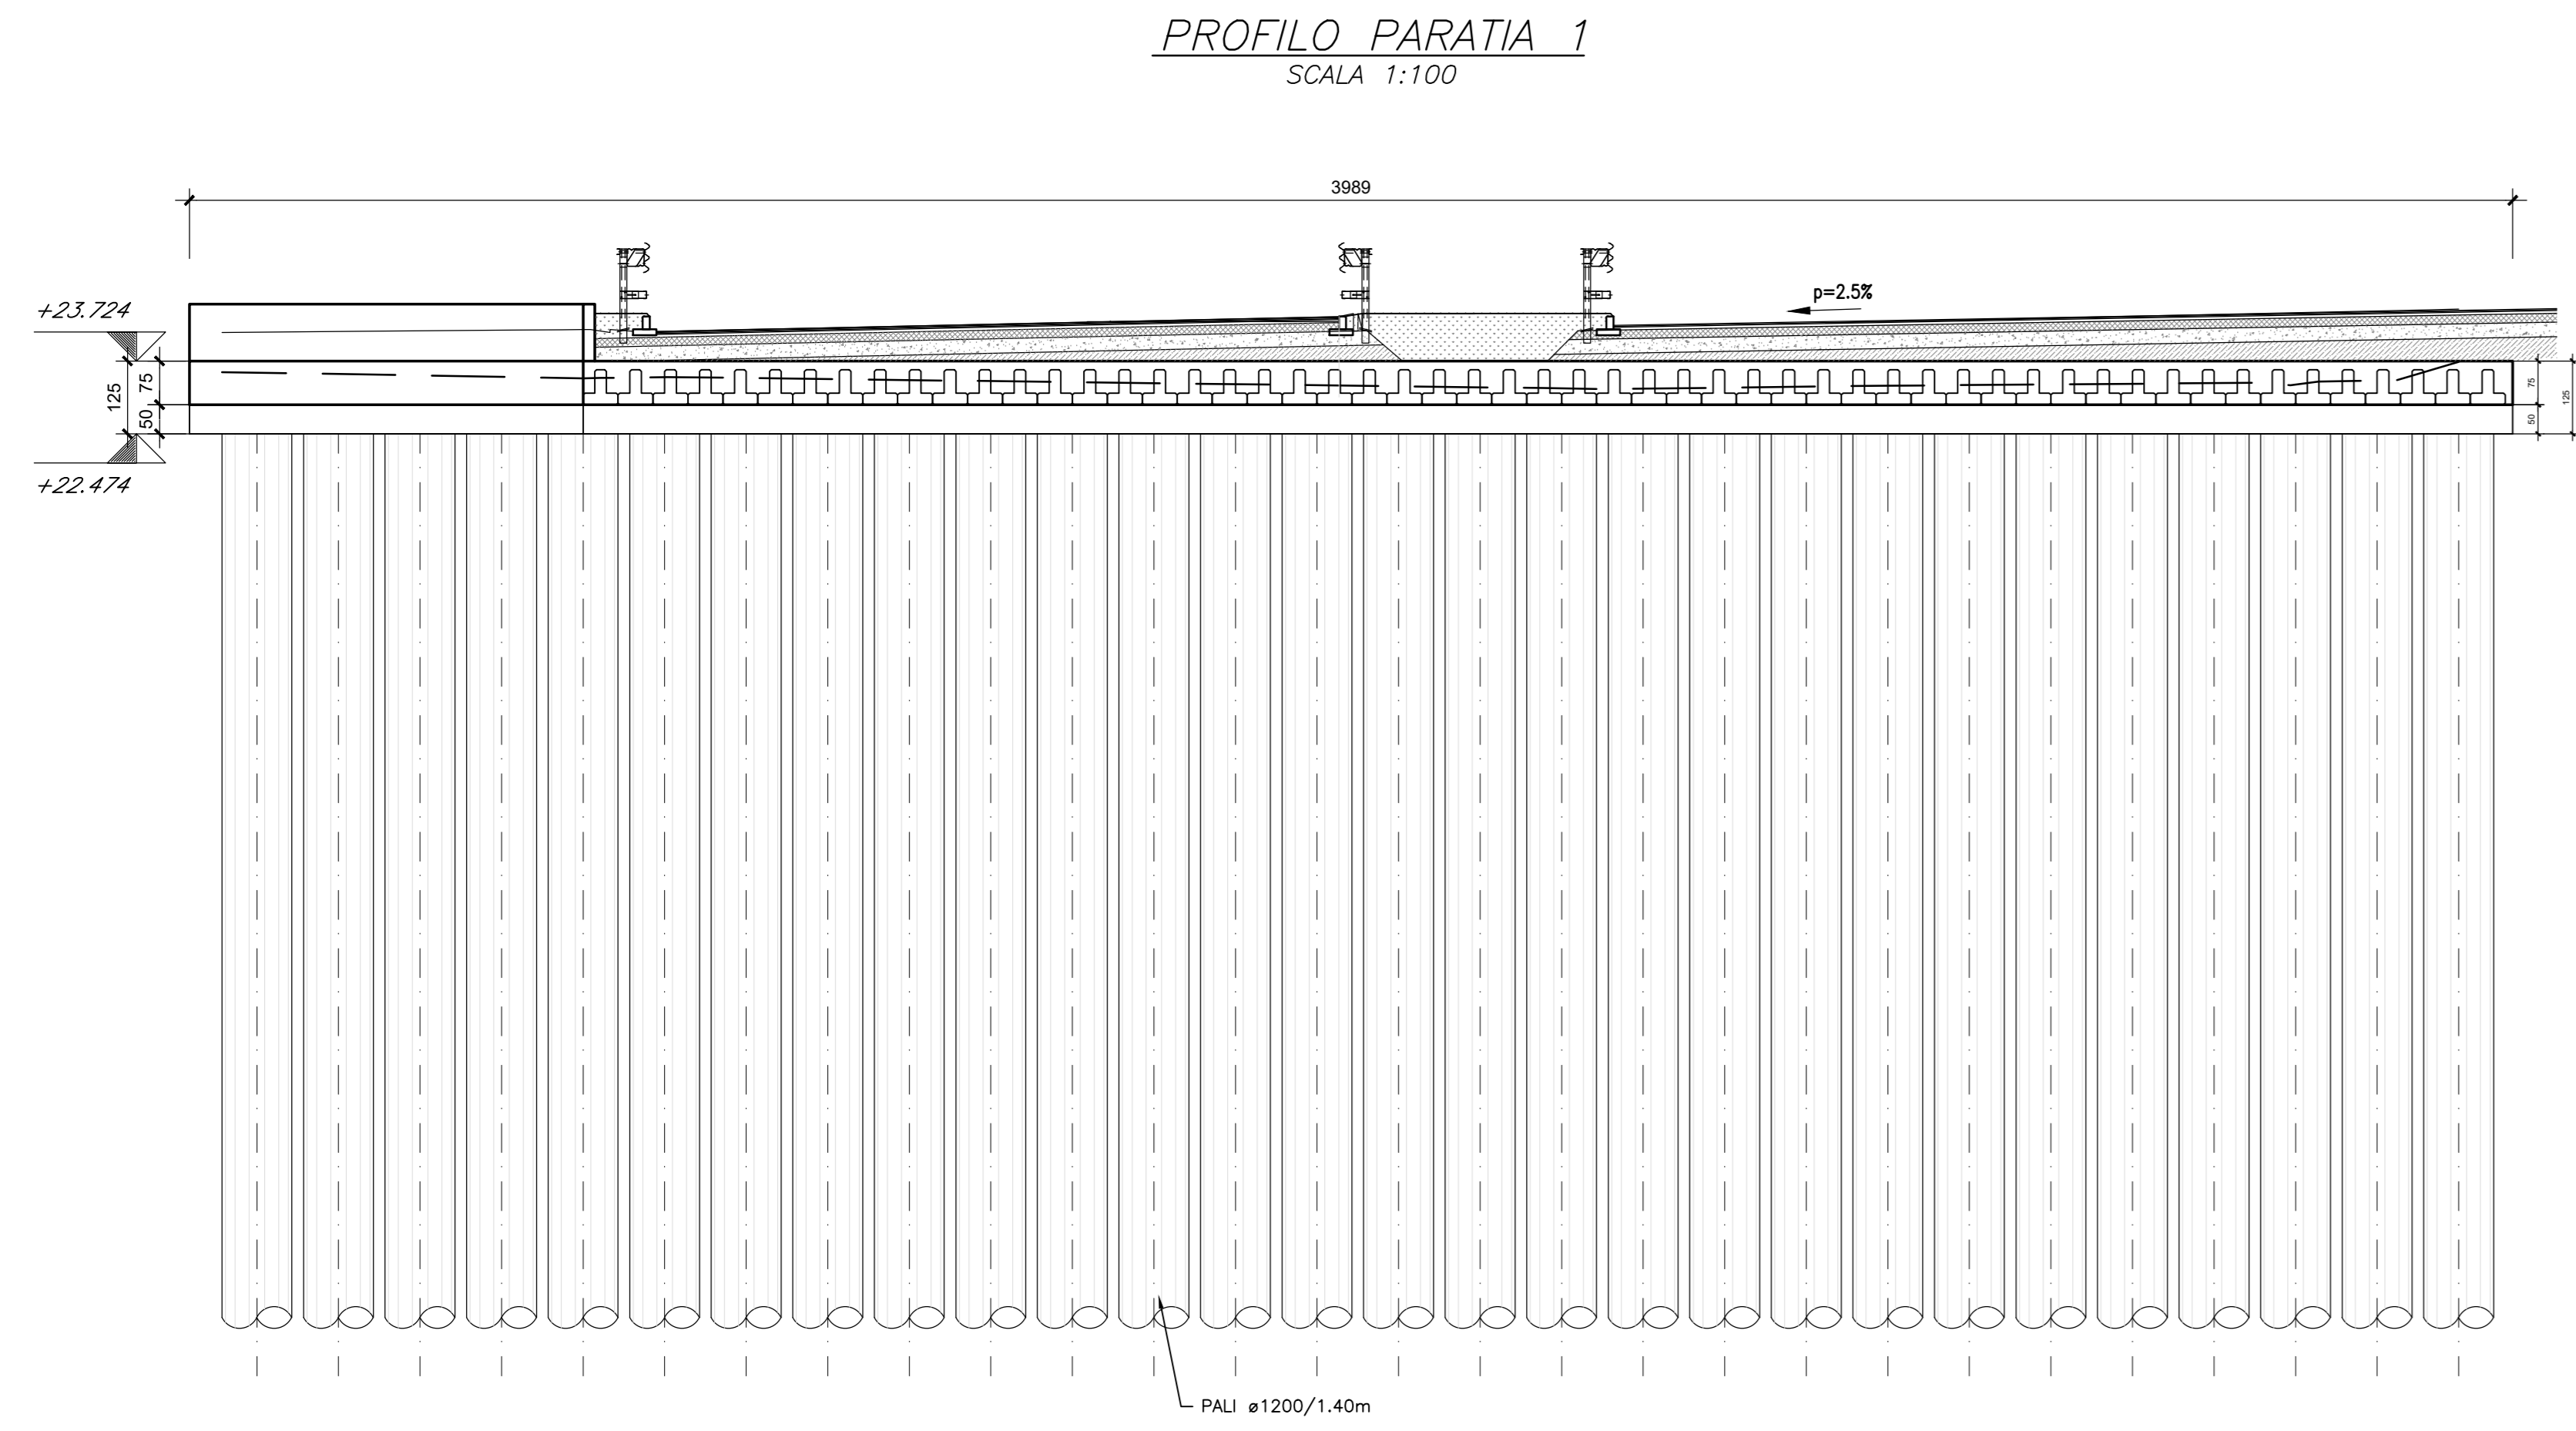 PROFILO PARATIA 1
SCALA 1:100
3989
p=2.5%
+23.724
125
75
50
75
50
125
+22.474
PALI ø1200/1.40m